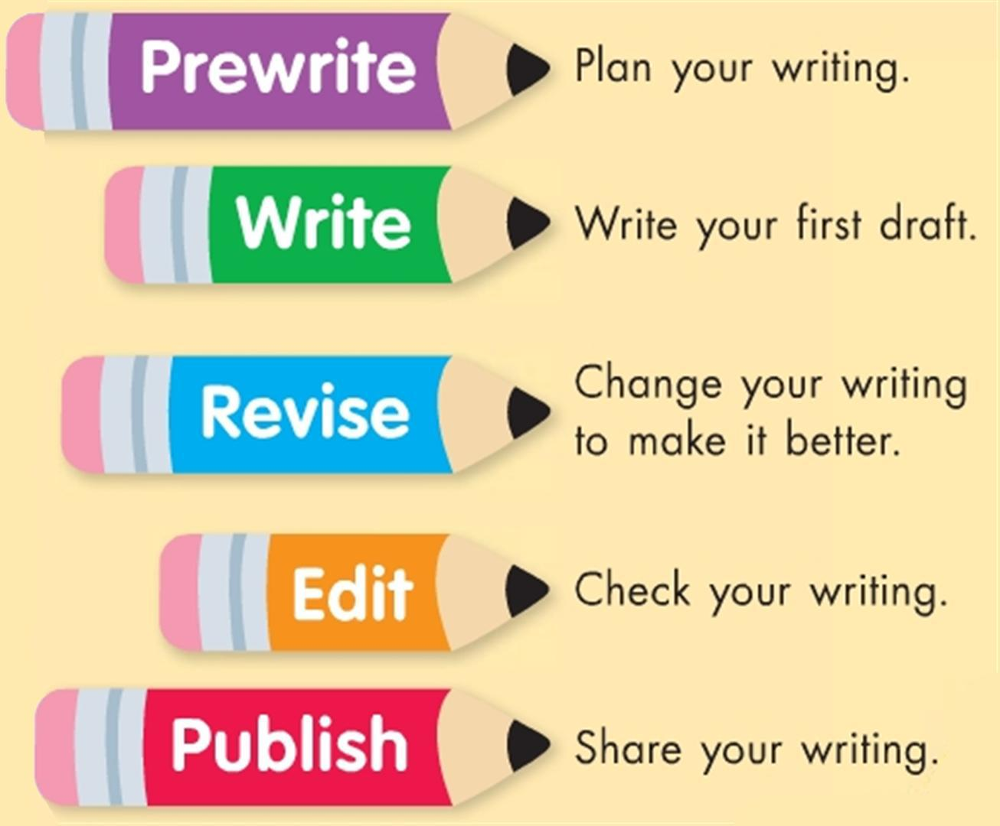 Prewrite Plan your writing.
Write Write your first draft.
Revise Change your writing
to make it better.
Edit Check your writing.
Publish Share your writing.